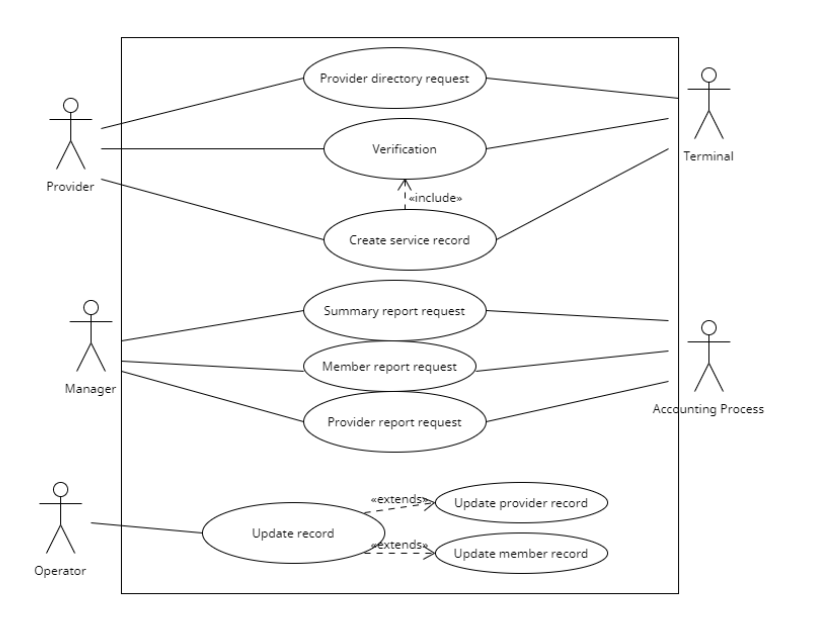 Provider directory request
Verification
Terminal
Provider
«include»
Create service record
Summary report request
Member report request
Manager
Accounting Process
Provider report request
«extends»
Update provider record
Update record
«extends»
Update member record
Operator